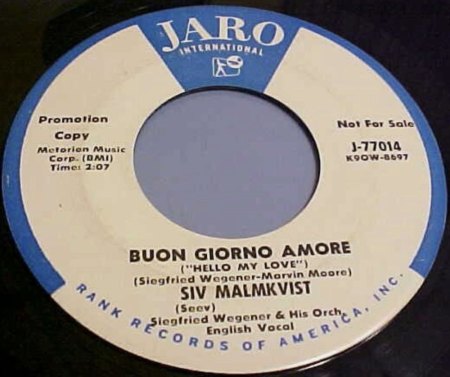 JARO
INTERNATIONAL
Promotion
Copy
Metorion Music
Corp. (BMI)
Time: 2:07
Not For Sale
J-77014
K9OW-8697
BUON GIORNO AMORE
("HELLO MY LOVE")
(Siegfried Wegener-Marvin Moore)
SIV MALMKVIST
(Seev)
Siegfried Wegener & His Orch.
English Vocal
RANK RECORDS OF AMERICA, INC.